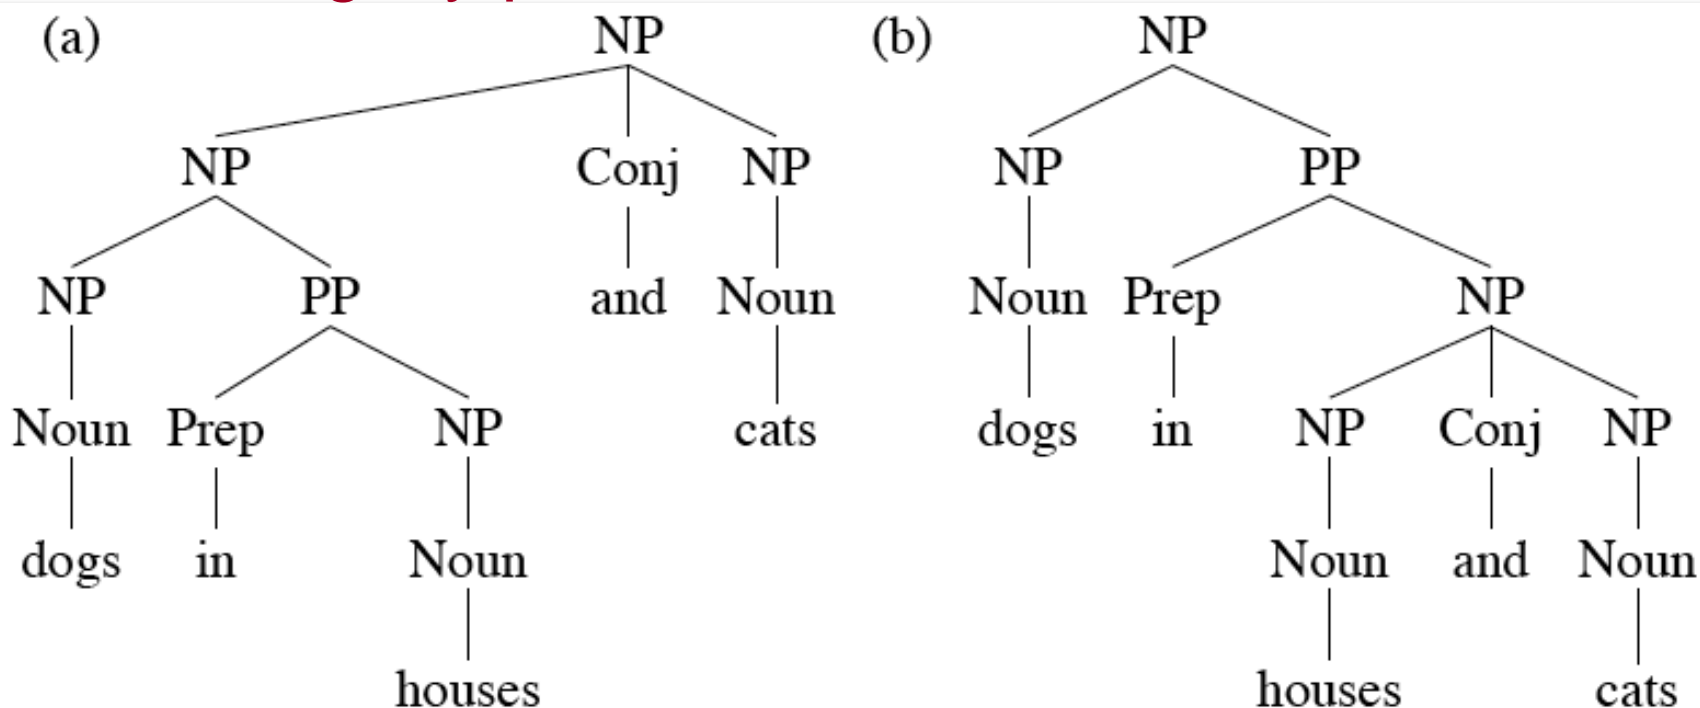 (a) NP (b) NP
NP Conj NP NP PP
NP PP and Noun Noun Prep NP
Noun Prep NP cats dogs in NP Conj NP
dogs in Noun Noun and Noun
houses houses cats